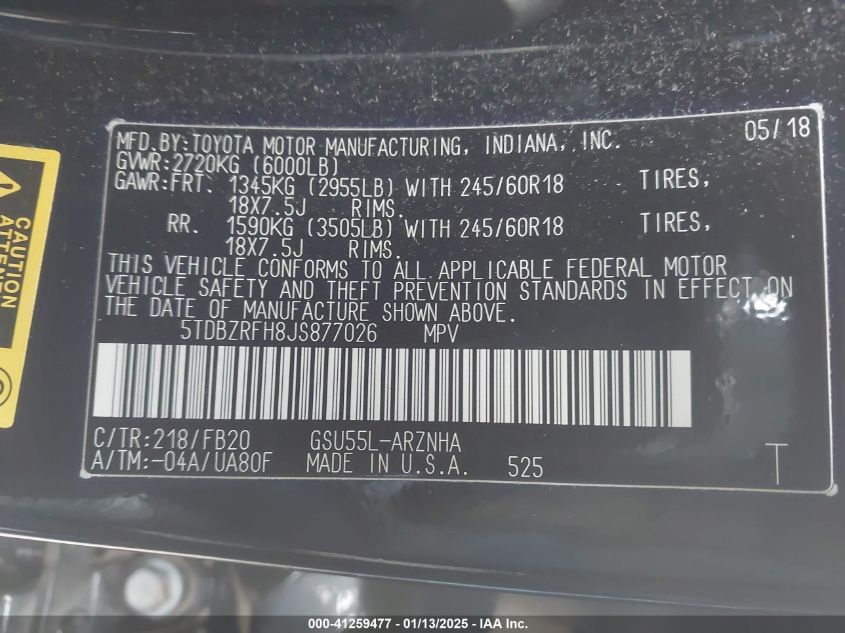 MFD.BY:TOYOTA MOTOR MANUFACTURING, INDIANA, INC. 05/18
GVWR:2720KG (6000LB)
GAWR:FRT. 1345KG (2955LB) WITH 245/60R18 TIRES,
18X7.5J RIMS.
RR. 1590KG (3505LB) WITH 245/60R18 TIRES,
18X7.5J RIMS.
THIS VEHICLE CONFORMS TO ALL APPLICABLE FEDERAL MOTOR
VEHICLE SAFETY AND THEFT PREVENTION STANDARDS IN EFFECT ON
THE DATE OF MANUFACTURE SHOWN ABOVE.
5TDBZRFH8JS877026 MPV
C/TR:218/FB20 GSU55L-ARZNHA
A/TM:-04A/UA80F MADE IN U.S.A. 525 T
CAUTION
000-41259477 - 01/13/2025 - IAA Inc.